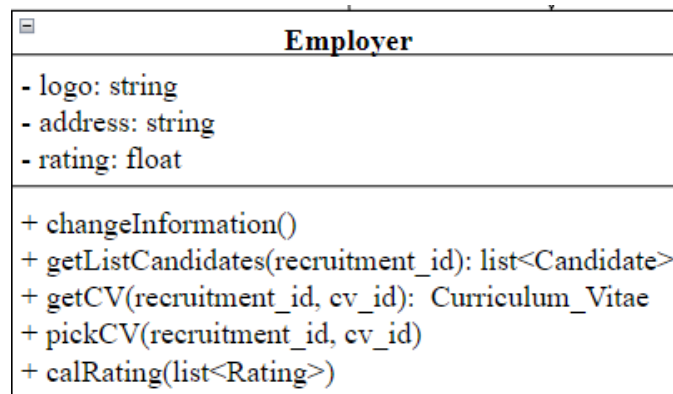 Employer
- logo: string
- address: string
- rating: float
+ changeInformation()
+ getListCandidates(recruitment_id): list<Candidate>
+ getCV(recruitment_id, cv_id): Curriculum_Vitae
+ pickCV(recruitment_id, cv_id)
+ calRating(list<Rating>)